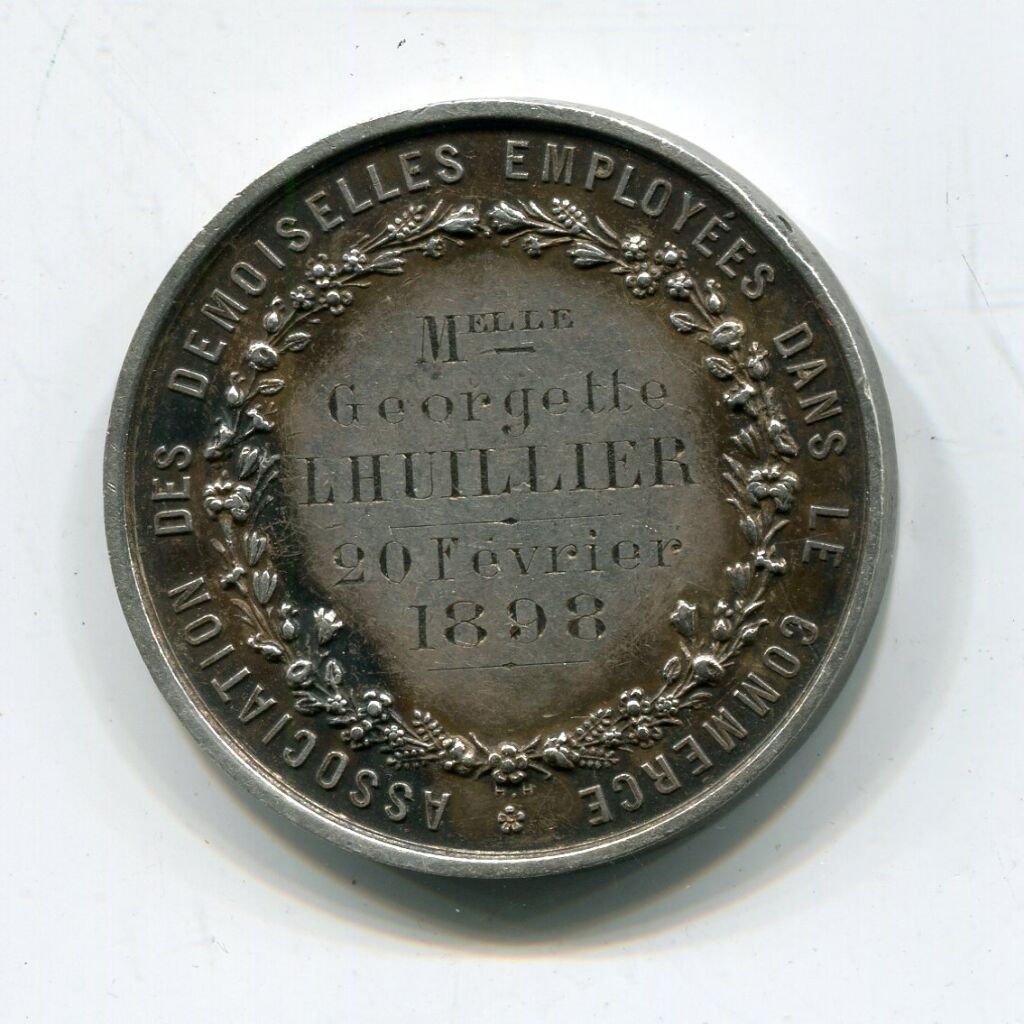 ASSOCIATION DES DEMOISELLES EMPLOYÉES DANS LE COMMERCE
MELLE
Georgette
LHUILLIER
20 Février
1898